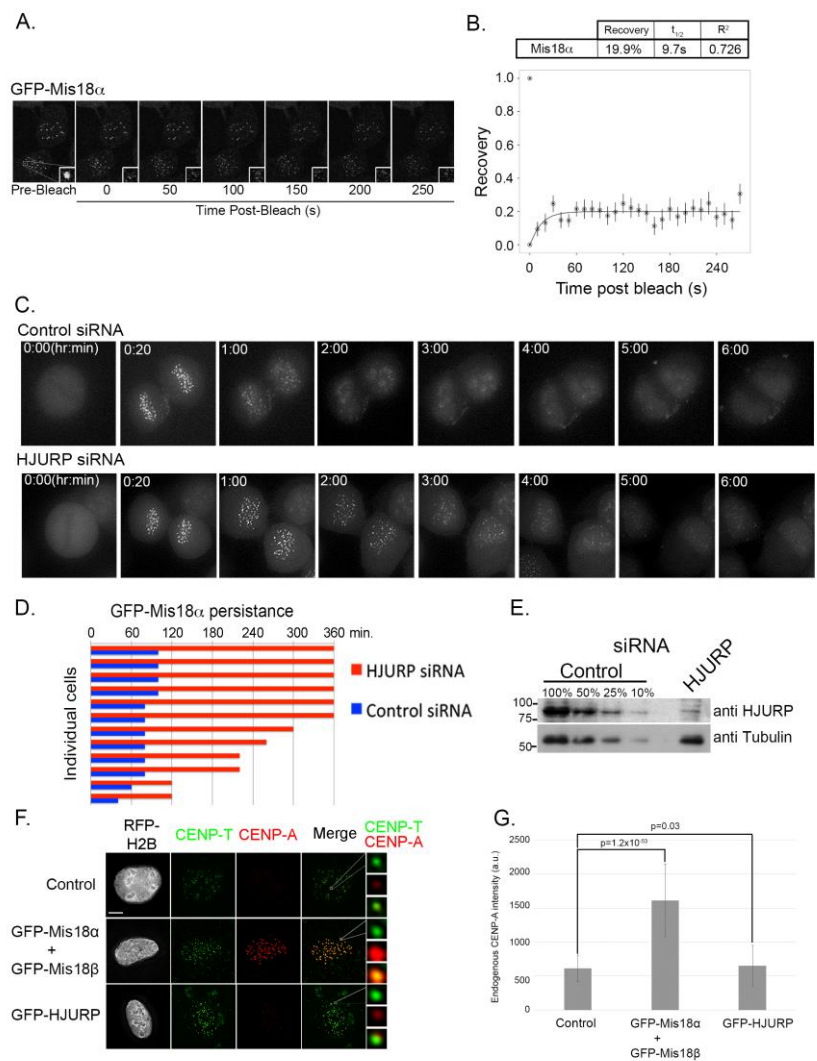 A.
GFP-Mis18α
Pre-Bleach 0 50 100 150 200 250
Time Post-Bleach (s)
B.
Recovery t1/2 R²
Mis18α 19.9% 9.7s 0.726
1.0
0.8
0.6
0.4
0.2
0.0
Recovery
0 60 120 180 240
Time post bleach (s)
C.
Control siRNA
0:00(hr:min) 0:20 1:00 2:00 3:00 4:00 5:00 6:00
HJURP siRNA
0:00(hr:min) 0:20 1:00 2:00 3:00 4:00 5:00 6:00
D.
GFP-Mis18α persistance
0 60 120 180 240 300 360 min.
Individual cells
HJURP siRNA
Control siRNA
E.
siRNA
Control HJURP
100% 50% 25% 10%
100
75
anti HJURP
50
anti Tubulin
F.
RFP-
H2B
CENP-T CENP-A Merge
CENP-T
CENP-A
Control
GFP-Mis18α
+
GFP-Mis18β
GFP-HJURP
G.
p=0.03
Endogenous CENP-A intensity (a.u.)
2500
2000
1500
1000
500
0
Control
GFP-Mis18α
+
GFP-Mis18β
GFP-HJURP